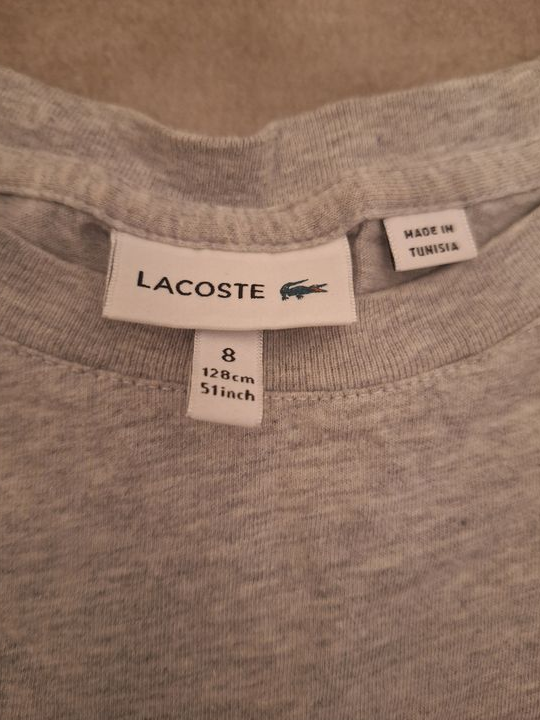 LACOSTE
MADE IN
TUNISIA
8
128cm
51inch